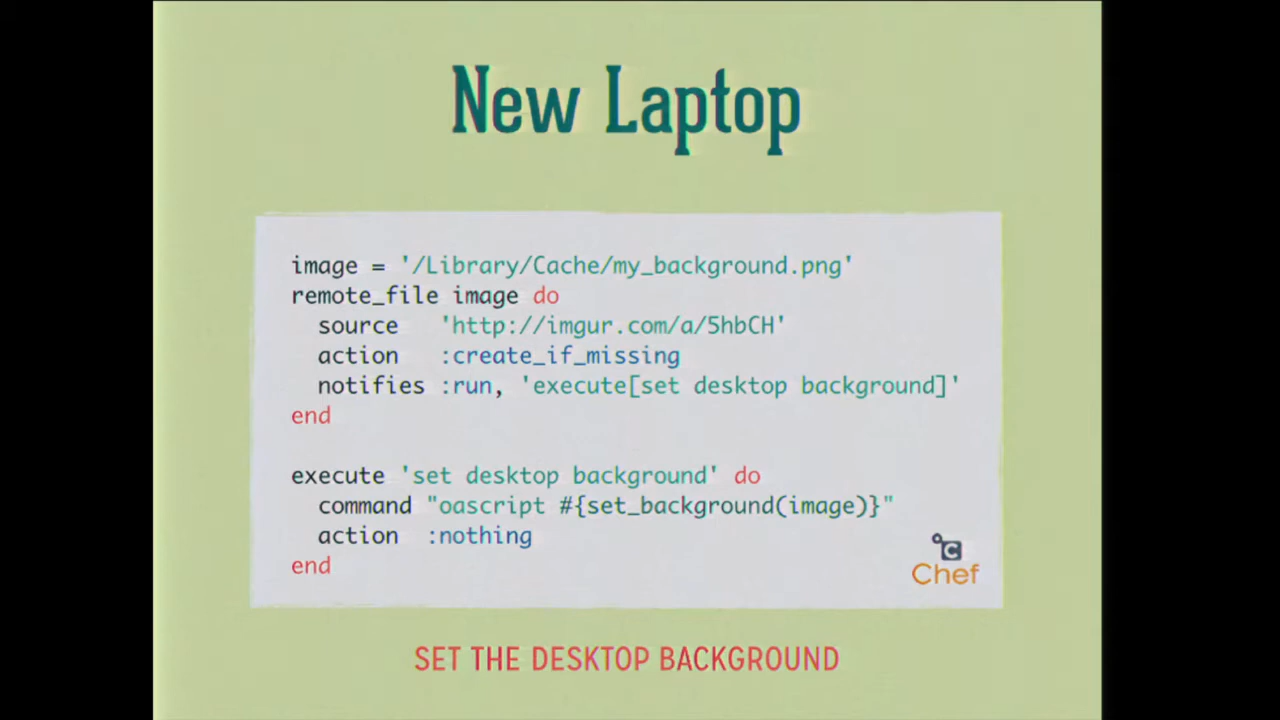 New Laptop
image = '/Library/Cache/my_background.png'
remote_file image do
  source   'http://imgur.com/a/5hbCH'
  action   :create_if_missing
  notifies :run, 'execute[set desktop background]'
end

execute 'set desktop background' do
  command "oascript #{set_background(image)}"
  action  :nothing
end
Chef
SET THE DESKTOP BACKGROUND